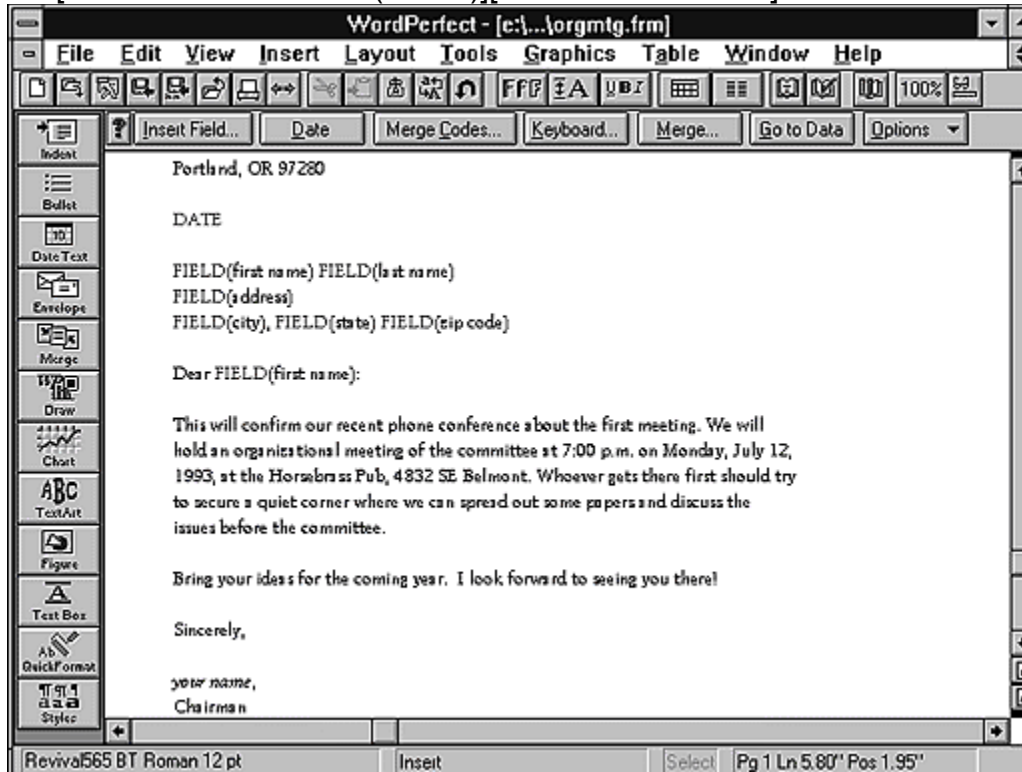 WordPerfect - [c:\...\orgmtg.frm]
File Edit View Insert Layout Tools Graphics Table Window Help
FfF A UBI 100%
? Insert Field... Date Merge Codes... Keyboard... Merge... Go to Data Options
Indent
Bullet
10
Date Text
Envelope
Merge
Draw
Chart
ABC
TextArt
Figure
A
Text Box
Ab
QuickFormat
Styles
Portland, OR 97280
DATE
FIELD(first name) FIELD(last name)
FIELD(address)
FIELD(city), FIELD(state) FIELD(zip code)
Dear FIELD(first name):
This will confirm our recent phone conference about the first meeting. We will
hold an organizational meeting of the committee at 7:00 p.m. on Monday, July 12,
1993, at the Horsebrass Pub, 4832 SE Belmont. Whoever gets there first should try
to secure a quiet corner where we can spread out some papers and discuss the
issues before the committee.
Bring your ideas for the coming year. I look forward to seeing you there!
Sincerely,
your name,
Chairman
Revival565 BT Roman 12 pt Insert Select Pg 1 Ln 5.80" Pos 1.95"